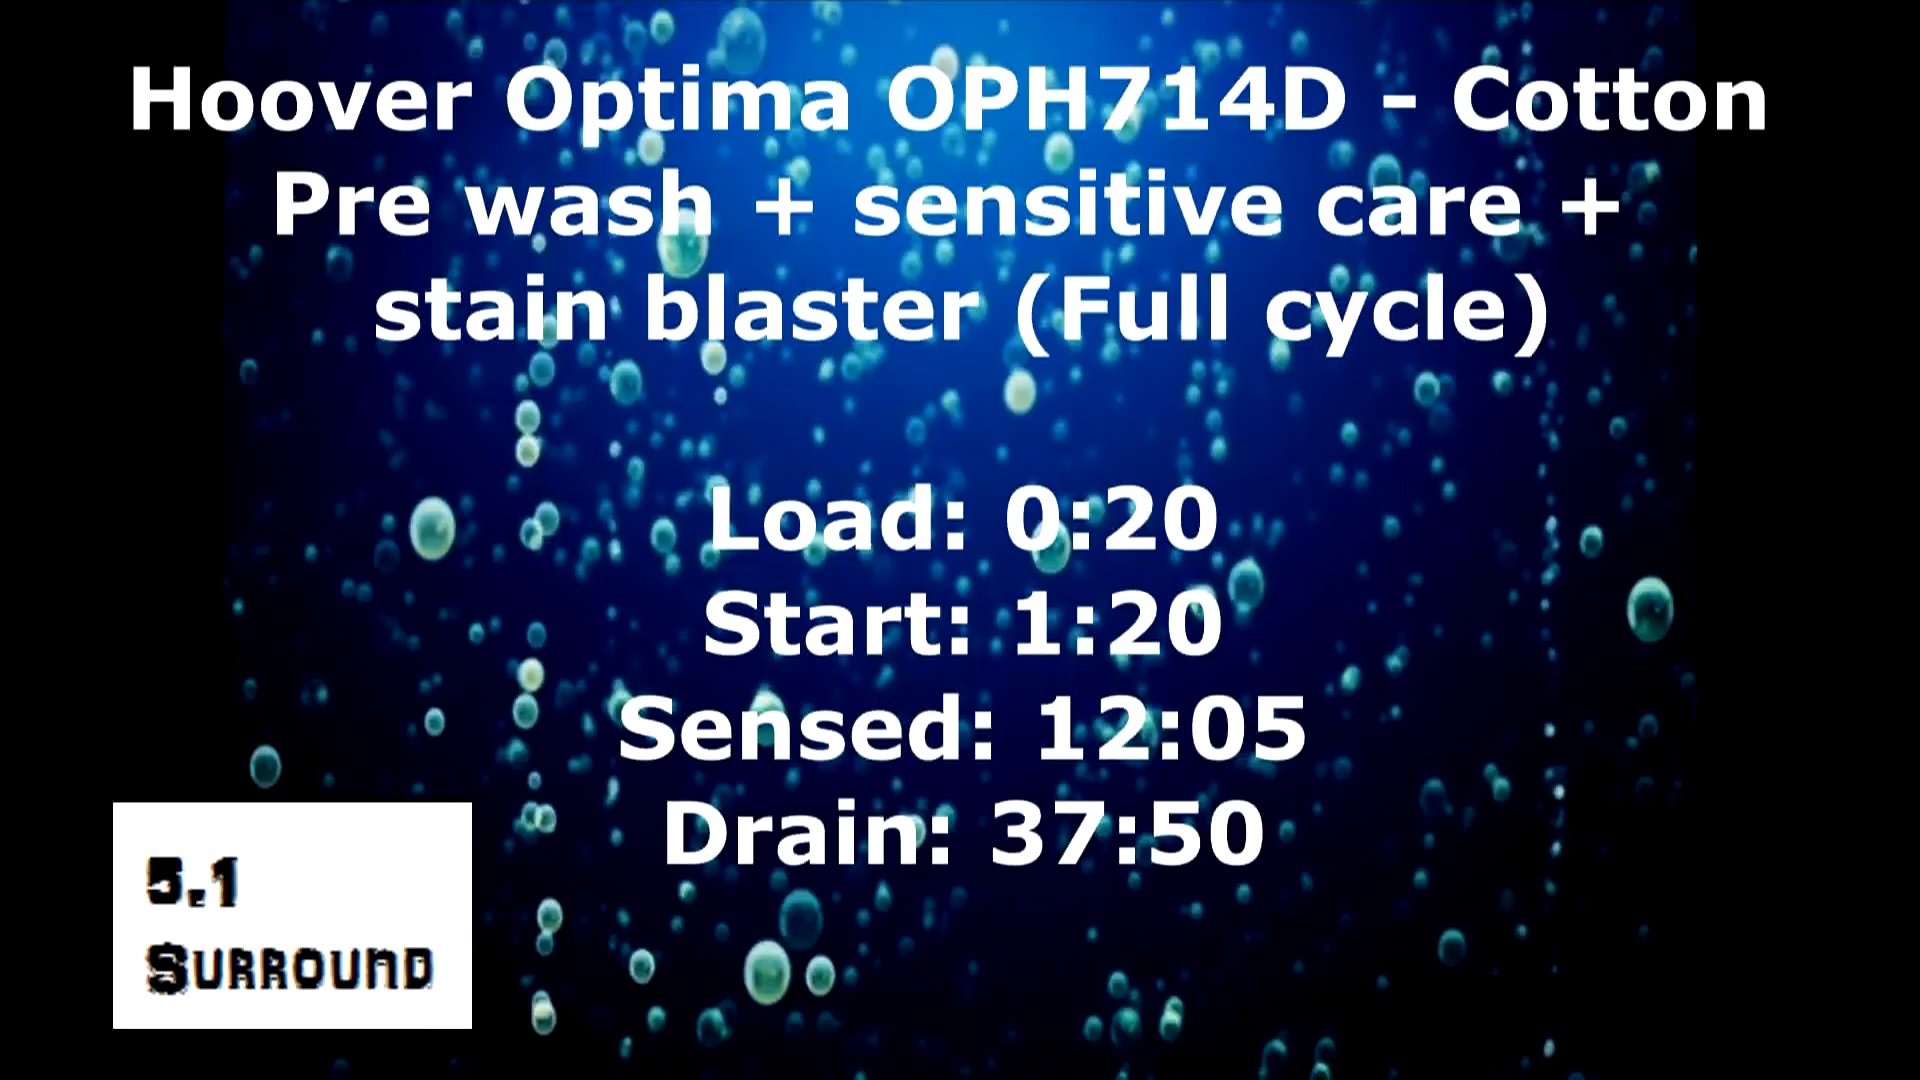 Hoover Optima OPH714D - Cotton
Pre wash + sensitive care +
stain blaster (Full cycle)
Load: 0:20
Start: 1:20
Sensed: 12:05
Drain: 37:50
5.1
Surround